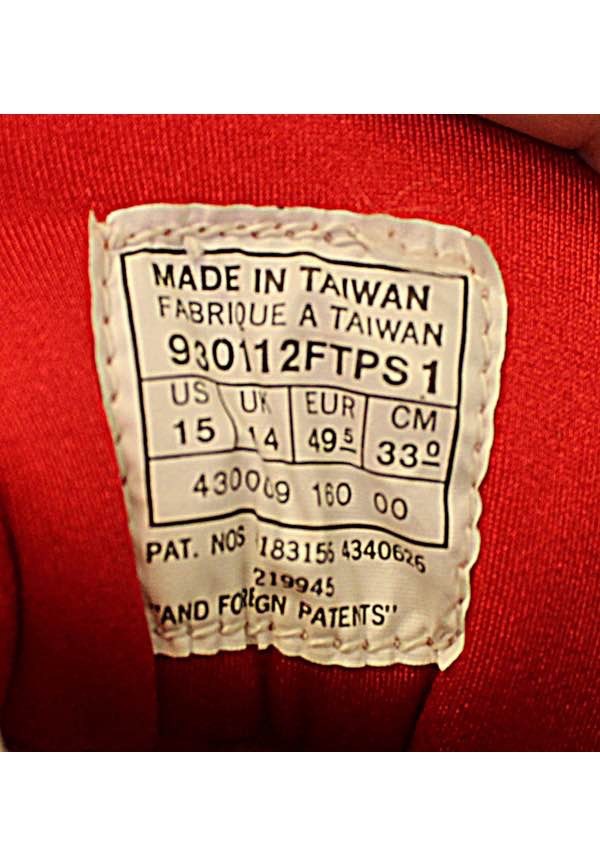 MADE IN TAIWAN
FABRIQUE A TAIWAN
930112FTPS 1
US UK EUR CM
15 14 49⁵ 33⁰
160 00
PAT. NOS 4340626
219945
"AND FOREIGN PATENTS"